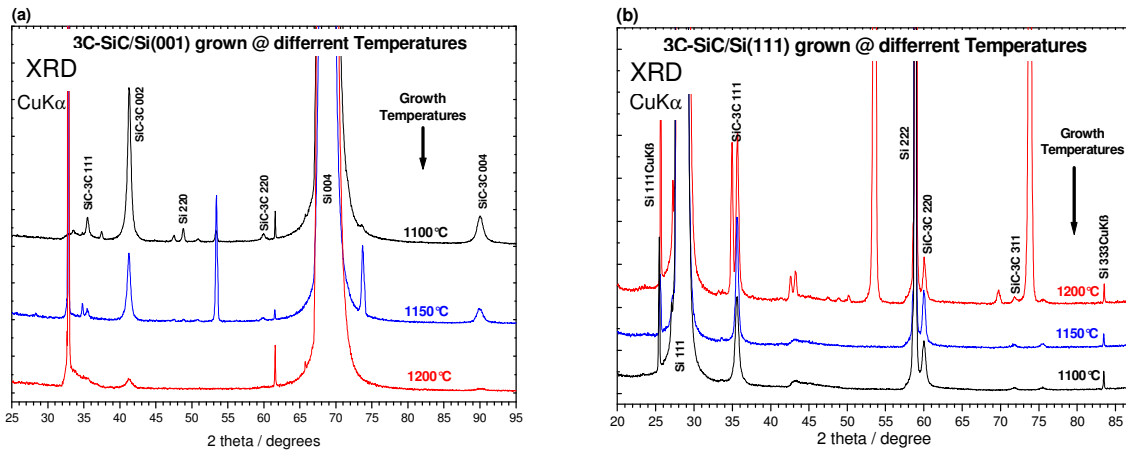 (a)
3C-SiC/Si(001) grown @ differrent Temperatures
XRD
CuKα
SiC-3C 111
SiC-3C 002
Si 220
SiC-3C 220
Si 004
Growth
Temperatures
SiC-3C 004
1100°C
1150°C
1200°C
25 30 35 40 45 50 55 60 65 70 75 80 85 90 95
2 theta / degrees
(b)
3C-SiC/Si(111) grown @ different Temperatures
XRD
CuKα
Si 111CuKß
Si 111
SiC-3C 111
Si 222
SiC-3C 220
SiC-3C 311
Growth
Temperatures
Si 333CuKß
1200°C
1150°C
1100°C
20 25 30 35 40 45 50 55 60 65 70 75 80 85
2 theta / degree